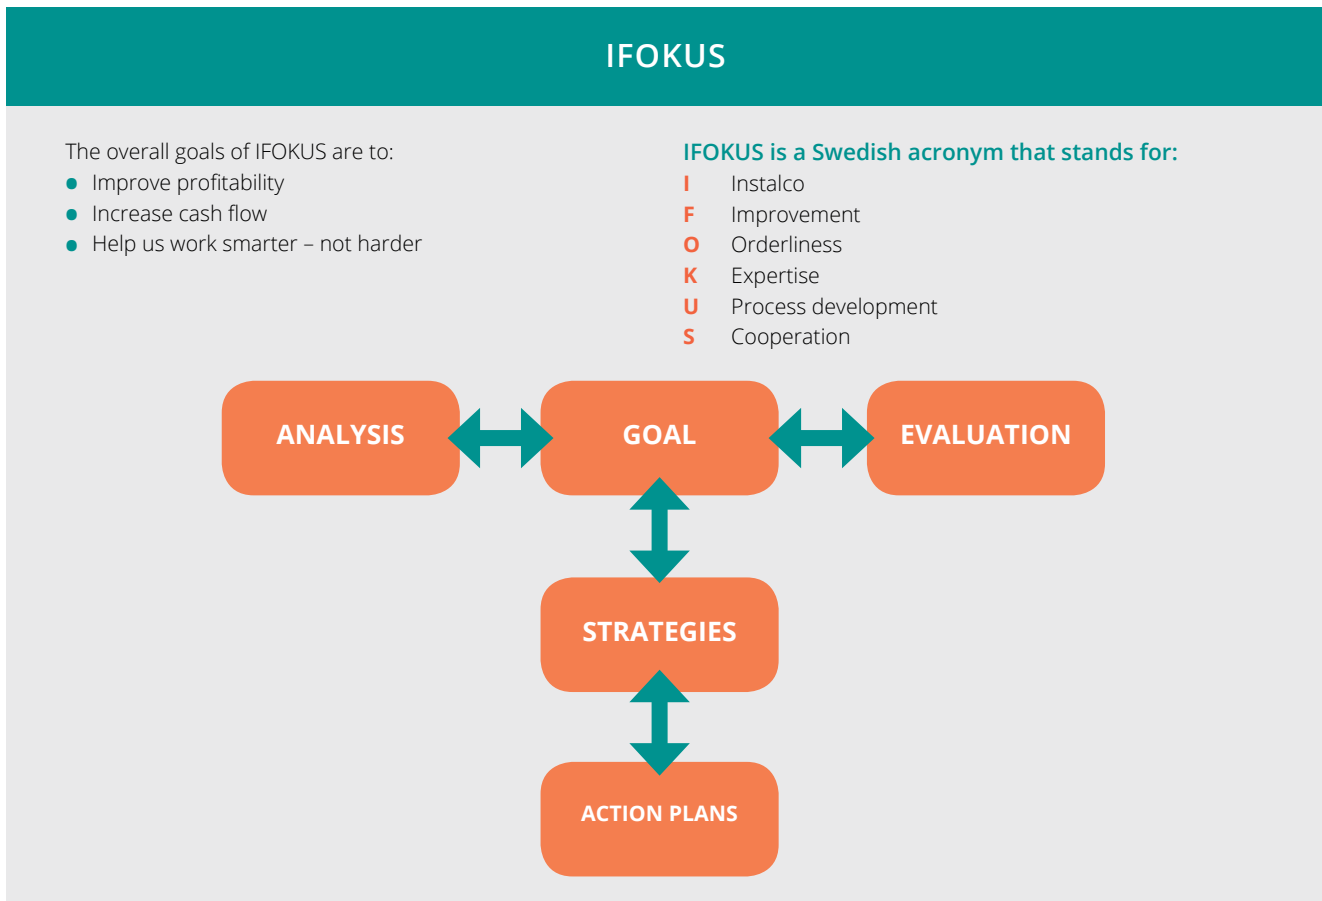 IFOKUS
The overall goals of IFOKUS are to:
• Improve profitability
• Increase cash flow
• Help us work smarter – not harder
IFOKUS is a Swedish acronym that stands for:
I Instalco
F Improvement
O Orderliness
K Expertise
U Process development
S Cooperation
ANALYSIS
GOAL
EVALUATION
STRATEGIES
ACTION PLANS